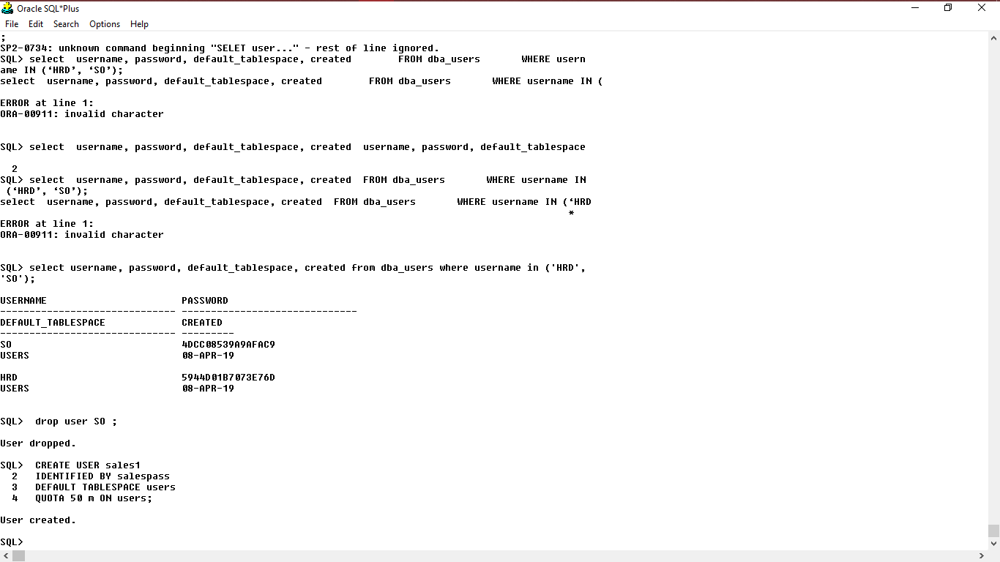 Oracle SQL*Plus
File Edit Search Options Help
;
SP2-0734: unknown command beginning "SELET user..." - rest of line ignored.
SQL> select  username, password, default_tablespace, created        FROM dba_users       WHERE usern
ame IN (‘HRD’, ‘SO’);
select  username, password, default_tablespace, created        FROM dba_users       WHERE username IN (
ERROR at line 1:
ORA-00911: invalid character
SQL> select  username, password, default_tablespace, created  username, password, default_tablespace
2
SQL> select  username, password, default_tablespace, created  FROM dba_users       WHERE username IN
(‘HRD’, ‘SO’);
select  username, password, default_tablespace, created  FROM dba_users       WHERE username IN (‘HRD
*
ERROR at line 1:
ORA-00911: invalid character
SQL> select username, password, default_tablespace, created from dba_users where username in ('HRD',
'SO');
USERNAME                       PASSWORD
------------------------------ ------------------------------
DEFAULT_TABLESPACE             CREATED
------------------------------ ---------
SO                             4DCC08539A9AFAC9
USERS                          08-APR-19
HRD                            5944D01B7073E76D
USERS                          08-APR-19
SQL>  drop user SO ;
User dropped.
SQL>  CREATE USER sales1
2   IDENTIFIED BY salespass
3   DEFAULT TABLESPACE users
4   QUOTA 50 m ON users;
User created.
SQL>